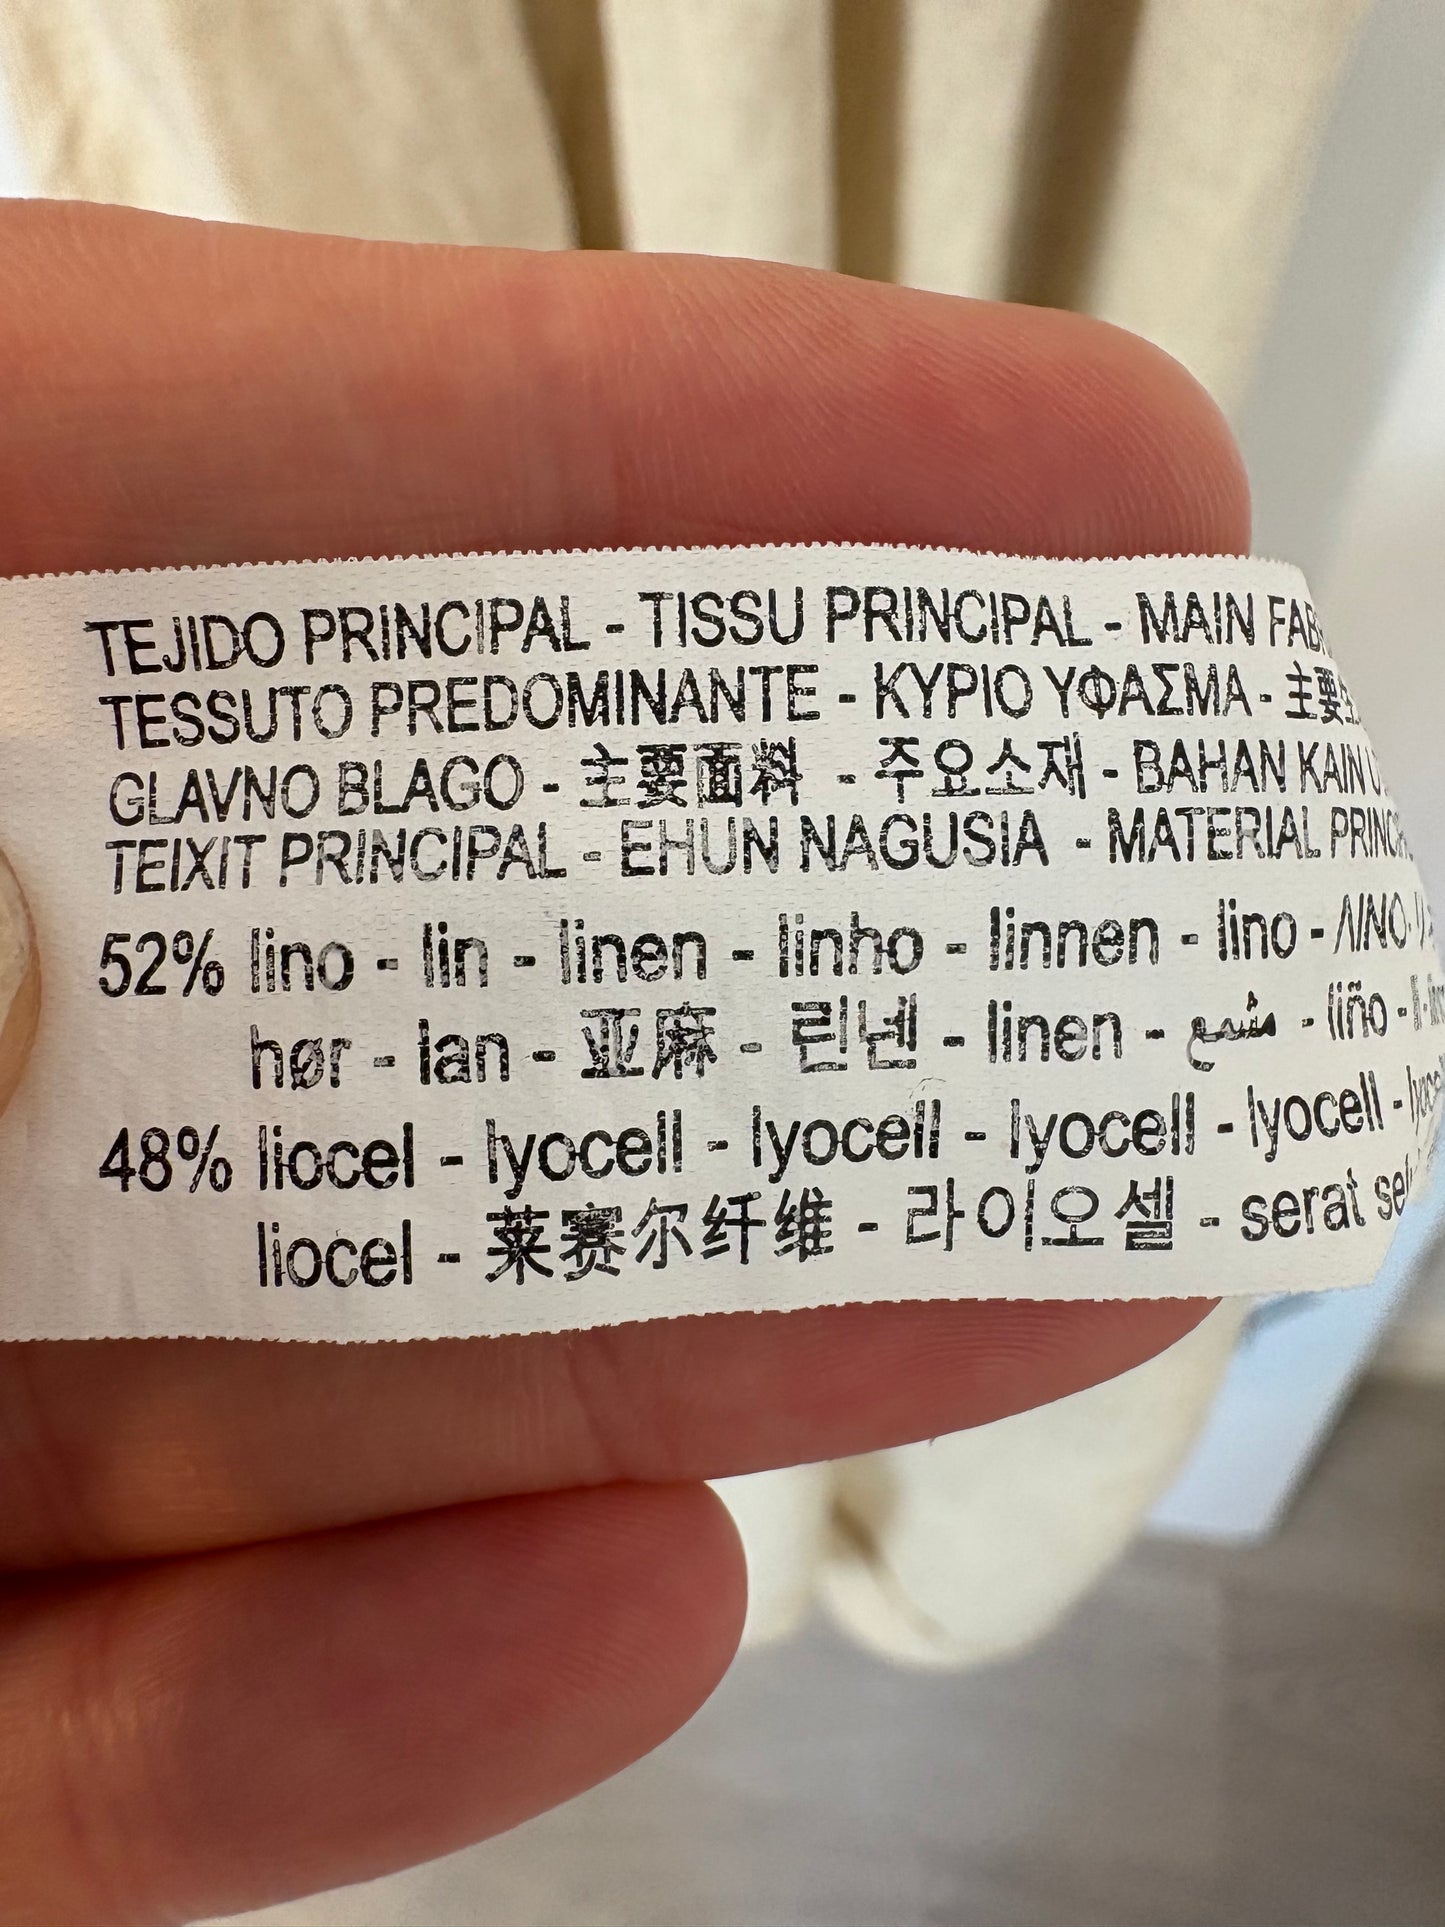 TEJIDO PRINCIPAL - TISSU PRINCIPAL - MAIN
TESSUTO PREDOMINANTE - ΚΥΡΙΟ ΥΦΑΣΜΑ - 主要
GLAVNO BLAGO - 主要面料 - 주요소재 - BAHAN KAIN
TEIXIT PRINCIPAL - EHUN NAGUSIA - MATERIAL
52% lino - lin - linen - linho - linnen - lino - ΛΙΝΟ
hør - lan - 亚麻 - 린넨 - linen - - liño
48% liocel - lyocell - lyocell - lyocell - lyocell -
liocel - 莱赛尔纤维 - 라이오셀 - serat